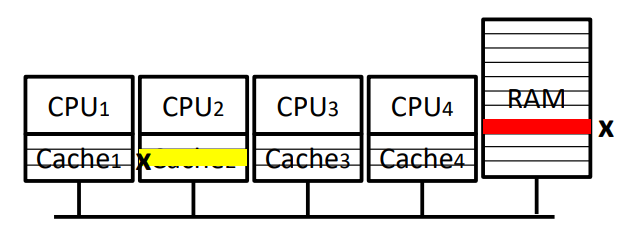 CPU1 CPU2 CPU3 CPU4 RAM x
Cache1 x Cache3 Cache4